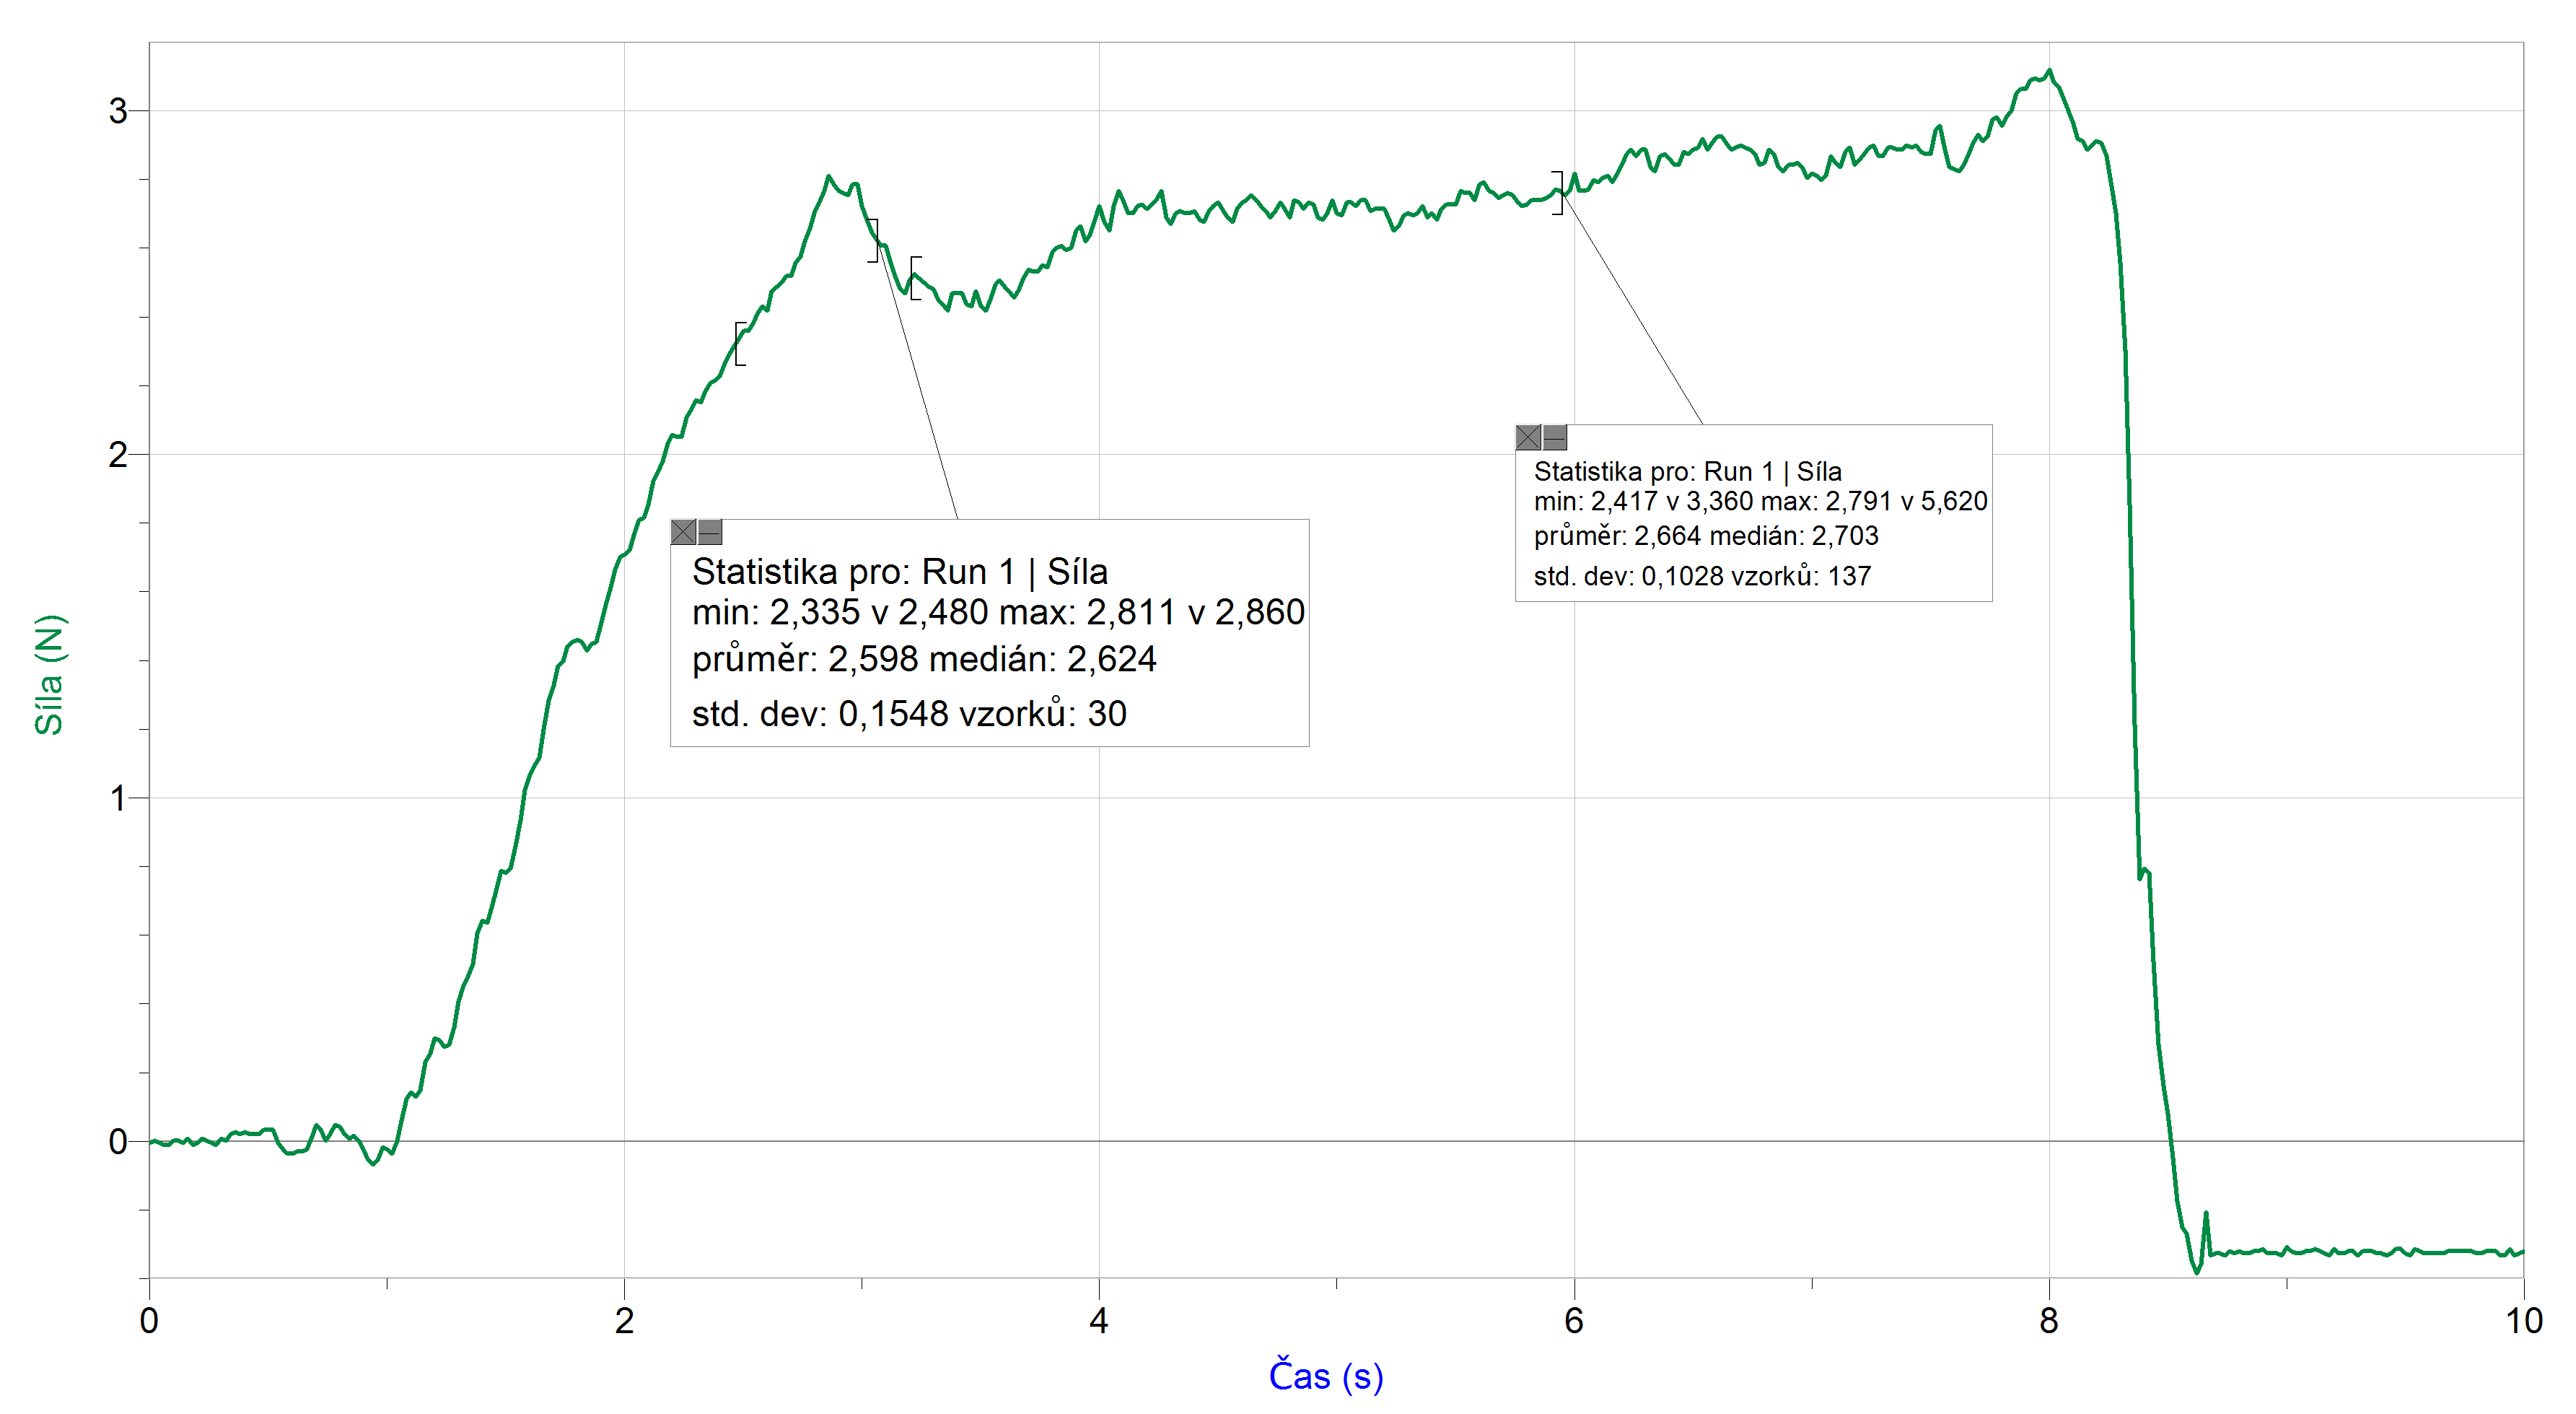 3
2
1
0
Síla (N)
Statistika pro: Run 1 | Síla
min: 2,335 v 2,480 max: 2,811 v 2,860
průměr: 2,598 medián: 2,624
std. dev: 0,1548 vzorků: 30
Statistika pro: Run 1 | Síla
min: 2,417 v 3,360 max: 2,791 v 5,620
průměr: 2,664 medián: 2,703
std. dev: 0,1028 vzorků: 137
0 2 4 6 8 10
Čas (s)